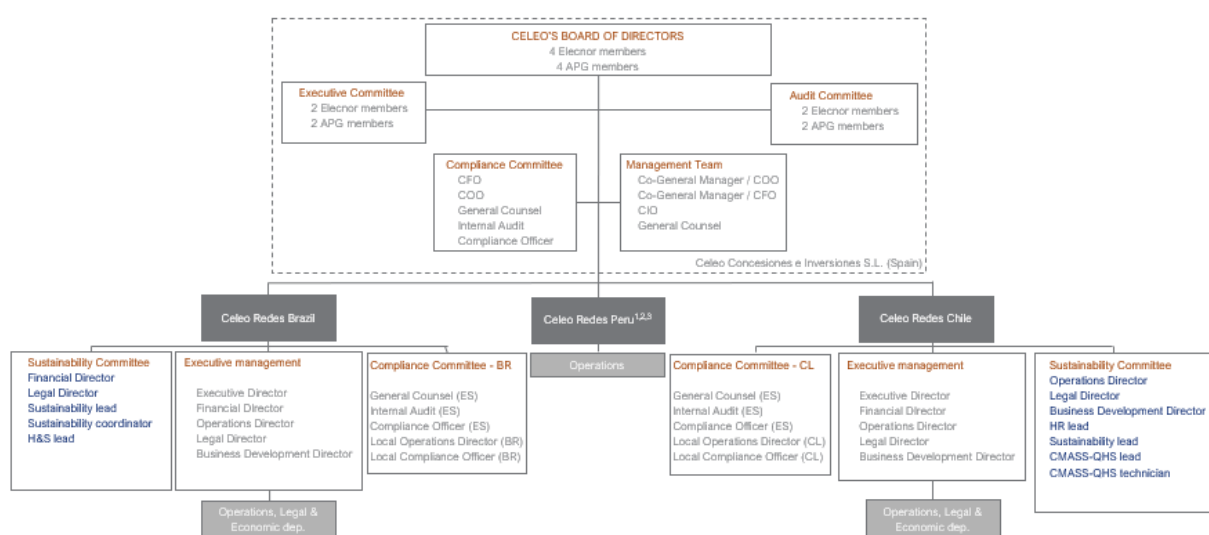 CELEO'S BOARD OF DIRECTORS
4 Elecnor members
4 APG members
Executive Committee
2 Elecnor members
2 APG members
Audit Committee
2 Elecnor members
2 APG members
Compliance Committee
CFO
COO
General Counsel
Internal Audit
Compliance Officer
Management Team
Co-General Manager / COO
Co-General Manager / CFO
CIO
General Counsel
Celeo Concesiones e Inversiones S.L. (Spain)
Celeo Redes Brazil
Celeo Redes Peru1,2,3
Celeo Redes Chile
Sustainability Committee
Financial Director
Legal Director
Sustainability lead
Sustainability coordinator
H&S lead
Executive management
Executive Director
Financial Director
Operations Director
Legal Director
Business Development Director
Compliance Committee - BR
General Counsel (ES)
Internal Audit (ES)
Compliance Officer (ES)
Local Operations Director (BR)
Local Compliance Officer (BR)
Operations
Compliance Committee - CL
General Counsel (ES)
Internal Audit (ES)
Compliance Officer (ES)
Local Operations Director (CL)
Local Compliance Officer (CL)
Executive management
Executive Director
Financial Director
Operations Director
Legal Director
Business Development Director
Sustainability Committee
Operations Director
Legal Director
Business Development Director
HR lead
Sustainability lead
CMASS-QHS lead
CMASS-QHS technician
Operations, Legal &
Economic dep.
Operations, Legal &
Economic dep.